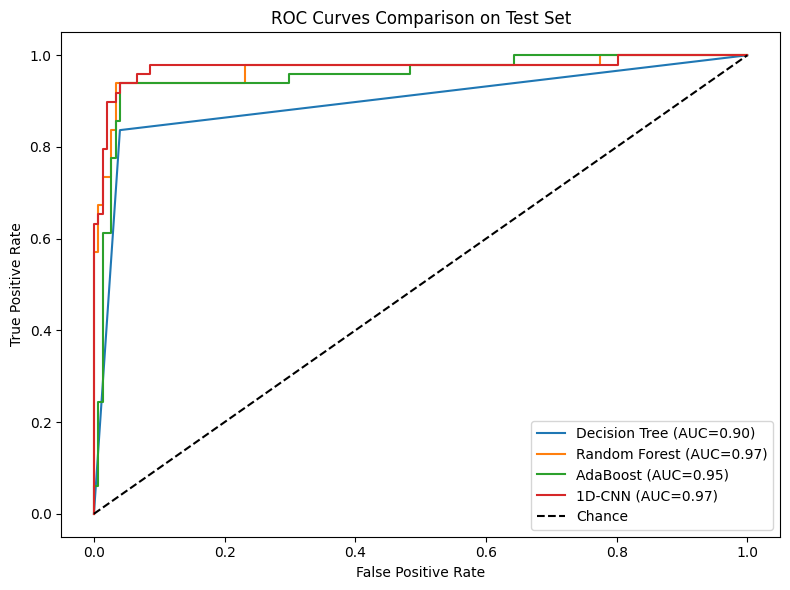 ROC Curves Comparison on Test Set
True Positive Rate
1.0
0.8
0.6
0.4
0.2
0.0
0.0 0.2 0.4 0.6 0.8 1.0
False Positive Rate
Decision Tree (AUC=0.90)
Random Forest (AUC=0.97)
AdaBoost (AUC=0.95)
1D-CNN (AUC=0.97)
Chance